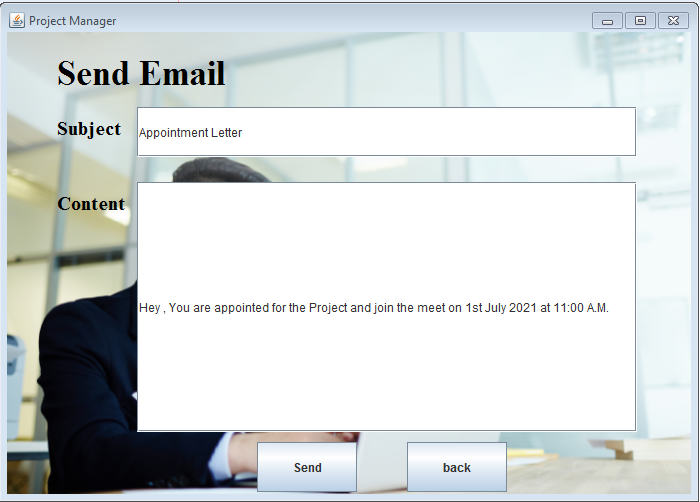 Project Manager
Send Email
Subject
Appointment Letter
Content
Hey , You are appointed for the Project and join the meet on 1st July 2021 at 11:00 A.M.
Send
back